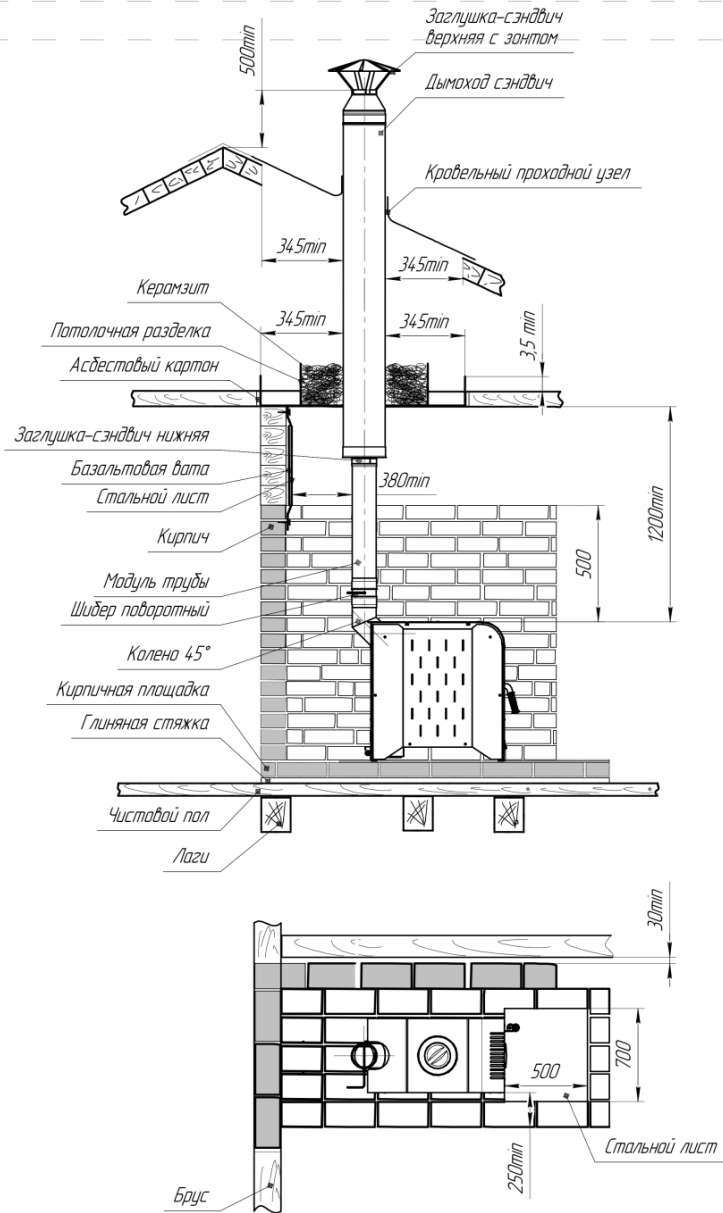 Заглушка-сэндвич
верхняя с зонтом
500min
Дымоход сэндвич
Кровельный проходной узел
345min
345min
Керамзит
345min
345min
Потолочная разделка
3,5 min
Асбестовый картон
Заглушка-сэндвич нижняя
Базальтовая вата
380min
Стальной лист
1200min
Кирпич
500
Модуль трубы
Шибер поворотный
Колено 45°
Кирпичная площадка
Глиняная стяжка
Чистовой пол
Лаги
30min
500
700
250min
Стальной лист
Брус